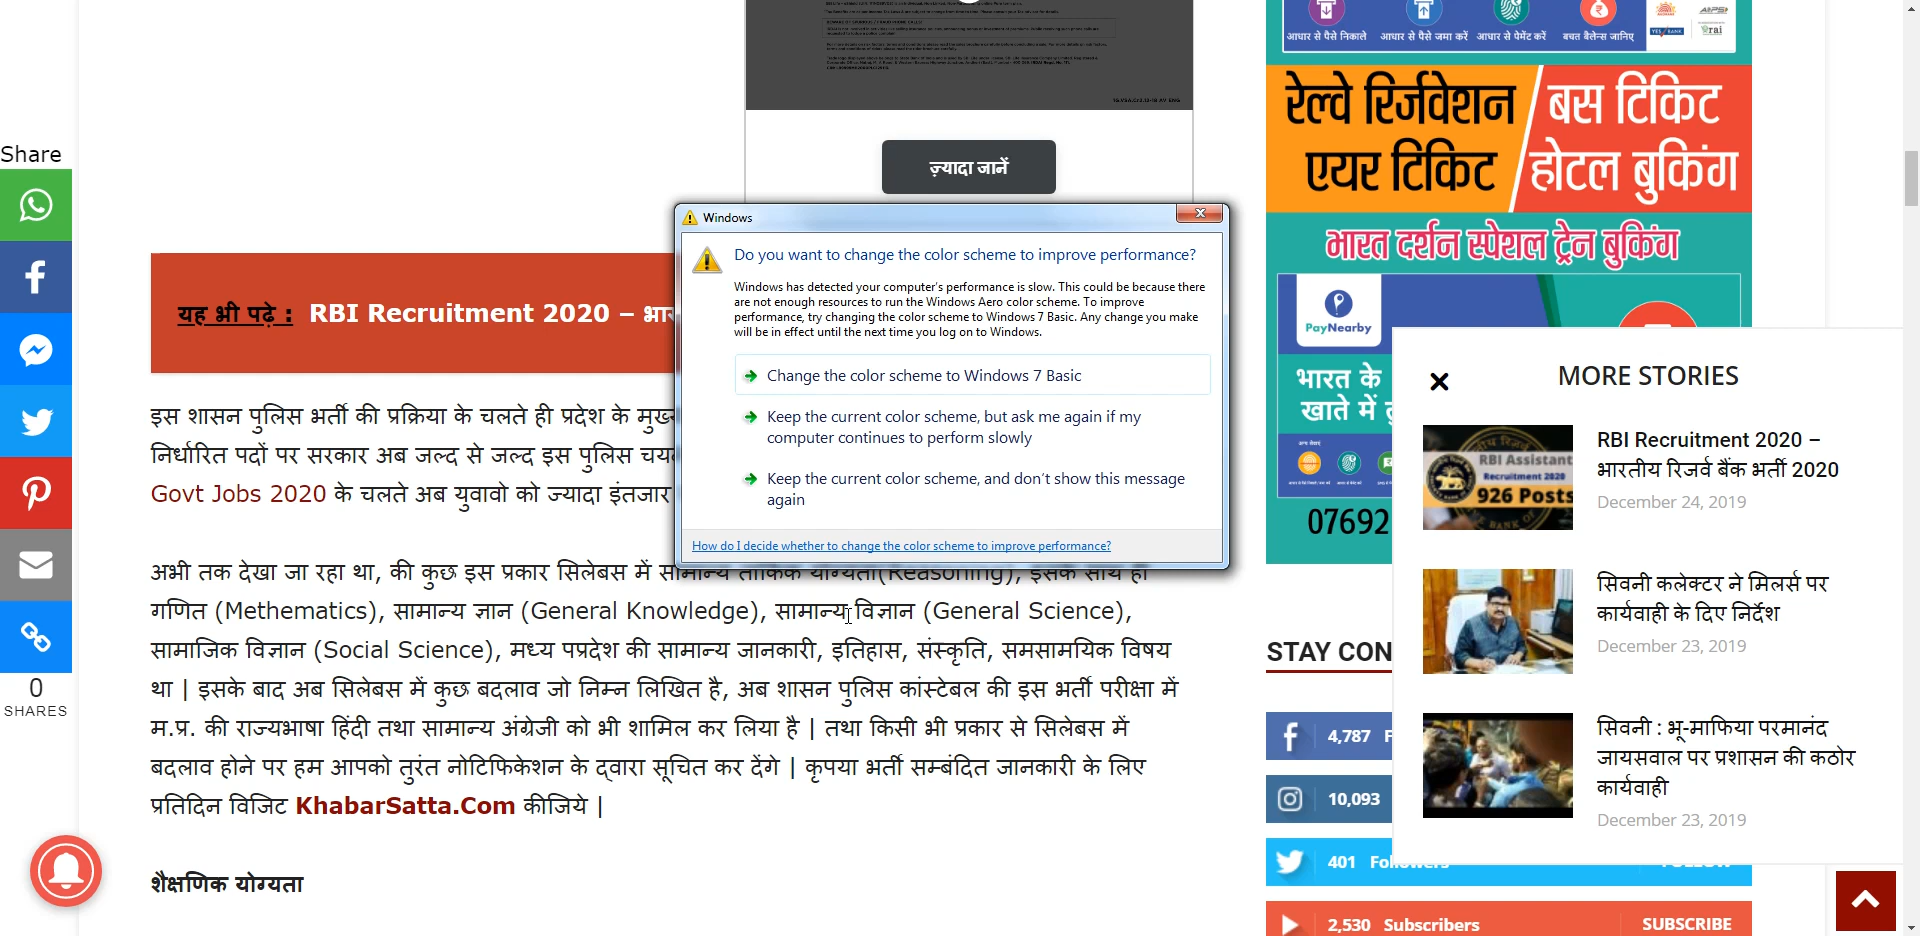 ज़्यादा जानें
Share
0
SHARES
यह भी पढ़े : RBI Recruitment 2020 –
इस शासन पुलिस भर्ती की प्रक्रिया के चलते ही प्रदेश के
निर्धारित पदों पर सरकार अब जल्द से जल्द इस पुलिस
Govt Jobs 2020 के चलते अब युवावो को ज्यादा इंतजार
अभी तक देखा जा रहा था, की कुछ इस प्रकार सिलेबस में सामान्य तार्किक योग्यता(Reasoning), इसके साथ ही
गणित (Methematics), सामान्य ज्ञान (General Knowledge), सामान्य विज्ञान (General Science),
सामाजिक विज्ञान (Social Science), मध्य पप्रदेश की सामान्य जानकारी, इतिहास, संस्कृति, समसामयिक विषय
था | इसके बाद अब सिलेबस में कुछ बदलाव जो निम्न लिखित है, अब शासन पुलिस कांस्टेबल की इस भर्ती परीक्षा में
म.प्र. की राज्यभाषा हिंदी तथा सामान्य अंग्रेजी को भी शामिल कर लिया है | तथा किसी भी प्रकार से सिलेबस में
बदलाव होने पर हम आपको तुरंत नोटिफिकेशन के द्वारा सूचित कर देंगे | कृपया भर्ती सम्बंदित जानकारी के लिए
प्रतिदिन विजिट KhabarSatta.Com कीजिये |
शैक्षणिक योग्यता
Windows
Do you want to change the color scheme to improve performance?
Windows has detected your computer's performance is slow. This could be because there
are not enough resources to run the Windows Aero color scheme. To improve
performance, try changing the color scheme to Windows 7 Basic. Any change you make
will be in effect until the next time you log on to Windows.
Change the color scheme to Windows 7 Basic
Keep the current color scheme, but ask me again if my
computer continues to perform slowly
Keep the current color scheme, and don't show this message
again
How do I decide whether to change the color scheme to improve performance?
आधार से पैसे निकाले आधार से पैसे जमा करें आधार से पेमेंट करें बचत बैलेन्स जानिए
YES BANK
रेल्वे रिर्जवेशन बस टिकिट
एयर टिकिट होटल बुकिंग
भारत दर्शन स्पेशल ट्रेन बुकिंग
PayNearby
भारत के
खाते में
07692
STAY CON
4,787 F
10,093
401 Followers FOLLOW
2,530 Subscribers SUBSCRIBE
MORE STORIES
RBI Assistant
Recruitment 2020
926 Posts
RBI Recruitment 2020 –
भारतीय रिजर्व बैंक भर्ती 2020
December 24, 2019
सिवनी कलेक्टर ने मिलर्स पर
कार्यवाही के दिए निर्देश
December 23, 2019
सिवनी : भू-माफिया परमानंद
जायसवाल पर प्रशासन की कठोर
कार्यवाही
December 23, 2019